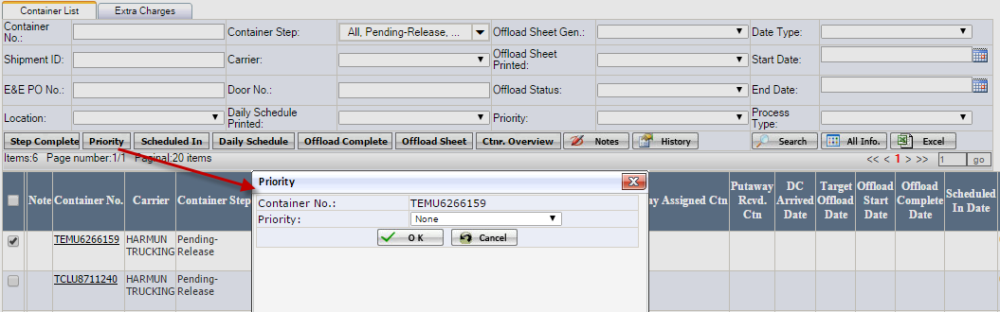 Container List Extra Charges
Container No.: Container Step: All, Pending-Release, ... Offload Sheet Gen.: Date Type:
Shipment ID: Carrier: Offload Sheet Printed: Start Date:
E&E PO No.: Door No.: Offload Status: End Date:
Location: Daily Schedule Printed: Priority: Process Type:
Step Complete Priority Scheduled In Daily Schedule Offload Complete Offload Sheet Ctnr. Overview Notes History Search All Info. Excel
Items:6 Page number:1/1 Paginal:20 items << < 1 > >> 1 go
Priority
Container No.: TEMU6266159
Priority: None
O K Cancel
Note Container No. Carrier Container Step Assigned Ctn Putaway Rcvd. Ctn DC Arrived Date Target Offload Date Offload Start Date Offload Complete Date Scheduled In Date
TEMU6266159 HARMUN TRUCKING Pending-Release
TCLU8711240 HARMUN TRUCKING Pending-Release